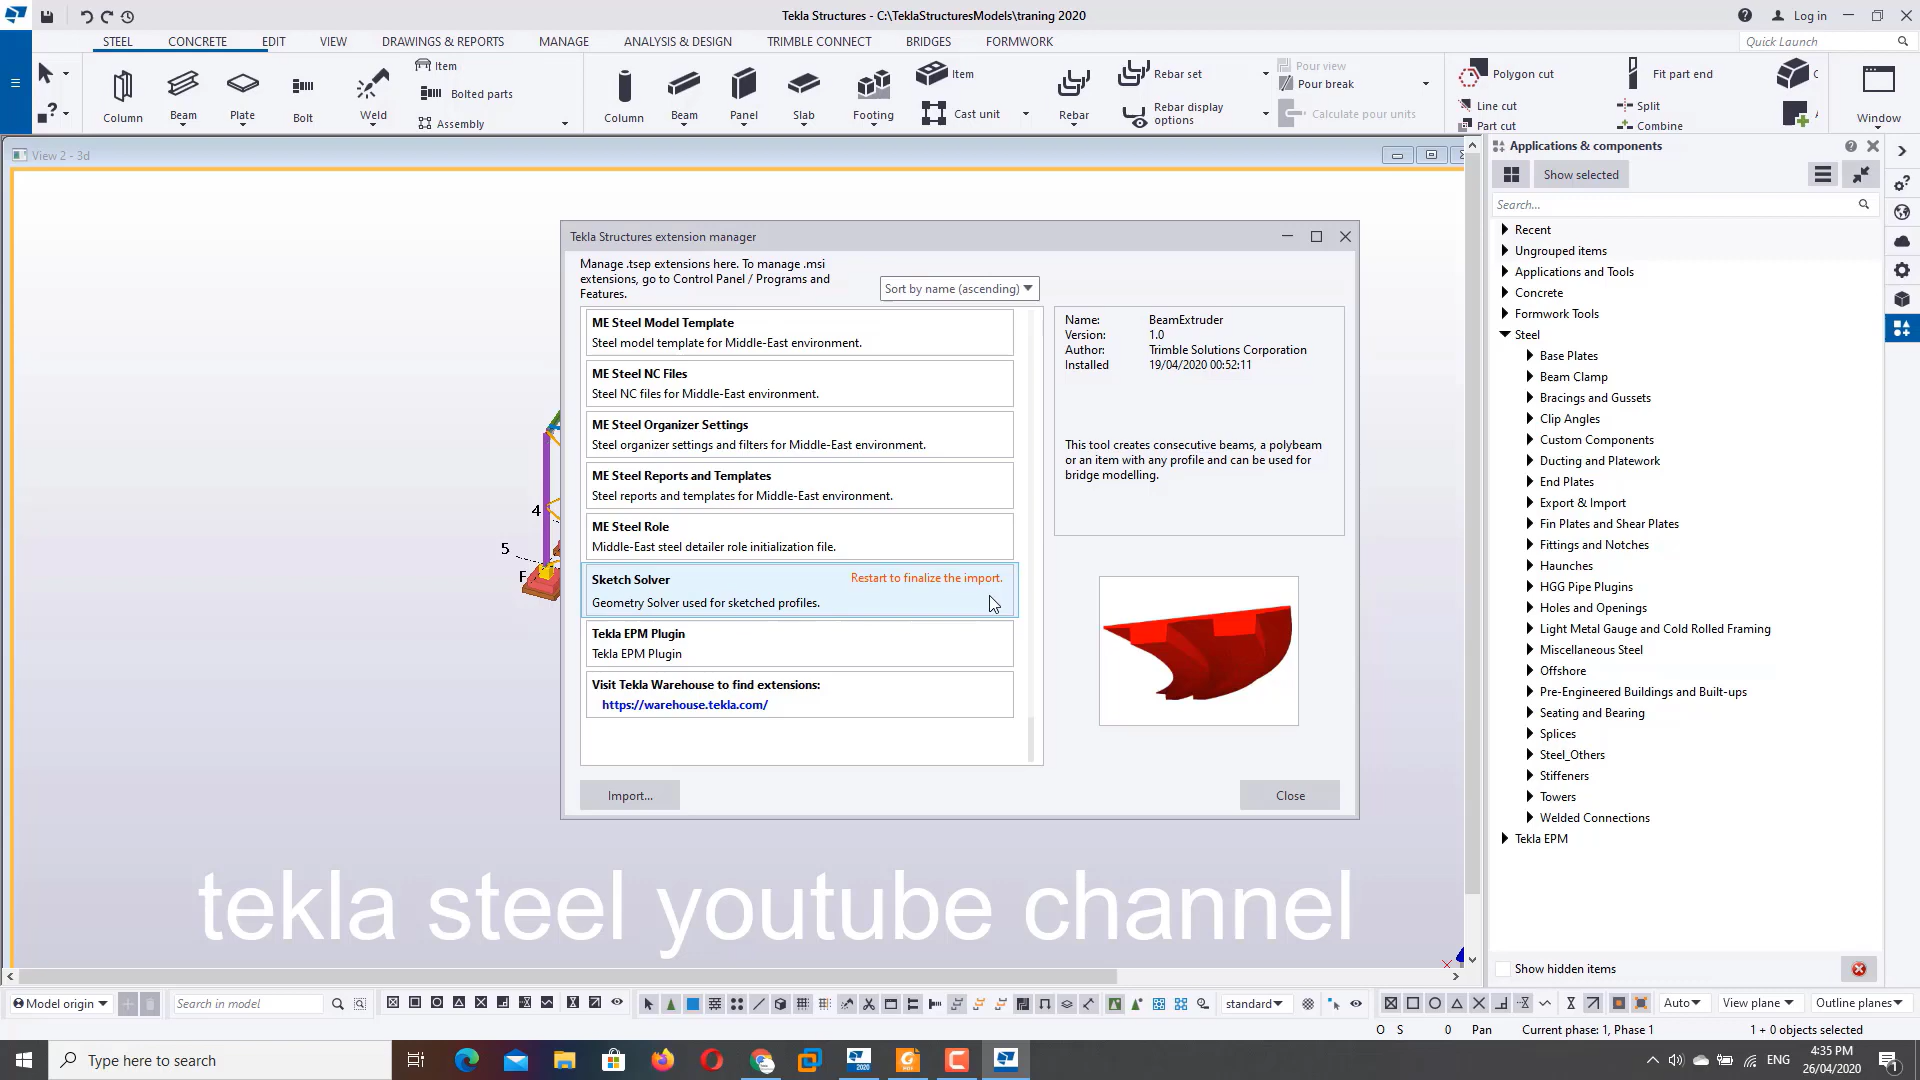 Tekla Structures - C:\TeklaStructuresModels\traning 2020
Log in
STEEL CONCRETE EDIT VIEW DRAWINGS & REPORTS MANAGE ANALYSIS & DESIGN TRIMBLE CONNECT BRIDGES FORMWORK
Quick Launch
Column
Beam
Plate
Bolt
Weld
Item
Bolted parts
Assembly
Column
Beam
Panel
Slab
Footing
Item
Cast unit
Rebar
Rebar set
Rebar display
options
Pour view
Pour break
Calculate pour units
Polygon cut
Line cut
Part cut
Fit part end
Split
Combine
Window
View 2 - 3d
4
5
F
Tekla Structures extension manager
Manage .tsep extensions here. To manage .msi
extensions, go to Control Panel / Programs and
Features.
Sort by name (ascending)
ME Steel Model Template
Steel model template for Middle-East environment.
ME Steel NC Files
Steel NC files for Middle-East environment.
ME Steel Organizer Settings
Steel organizer settings and filters for Middle-East environment.
ME Steel Reports and Templates
Steel reports and templates for Middle-East environment.
ME Steel Role
Middle-East steel detailer role initialization file.
Sketch Solver Restart to finalize the import.
Geometry Solver used for sketched profiles.
Tekla EPM Plugin
Tekla EPM Plugin
Visit Tekla Warehouse to find extensions:
https://warehouse.tekla.com/
Name: BeamExtruder
Version: 1.0
Author: Trimble Solutions Corporation
Installed 19/04/2020 00:52:11
This tool creates consecutive beams, a polybeam
or an item with any profile and can be used for
bridge modelling.
Import...
Close
Applications & components
Show selected
Search...
Recent
Ungrouped items
Applications and Tools
Concrete
Formwork Tools
Steel
Base Plates
Beam Clamp
Bracings and Gussets
Clip Angles
Custom Components
Ducting and Platework
End Plates
Export & Import
Fin Plates and Shear Plates
Fittings and Notches
Haunches
HGG Pipe Plugins
Holes and Openings
Light Metal Gauge and Cold Rolled Framing
Miscellaneous Steel
Offshore
Pre-Engineered Buildings and Built-ups
Seating and Bearing
Splices
Steel_Others
Stiffeners
Towers
Welded Connections
Tekla EPM
Show hidden items
tekla steel youtube channel
Model origin
Search in model
standard
Auto
View plane
Outline planes
O S 0 Pan Current phase: 1, Phase 1 1 + 0 objects selected
Type here to search
ENG
4:35 PM
26/04/2020